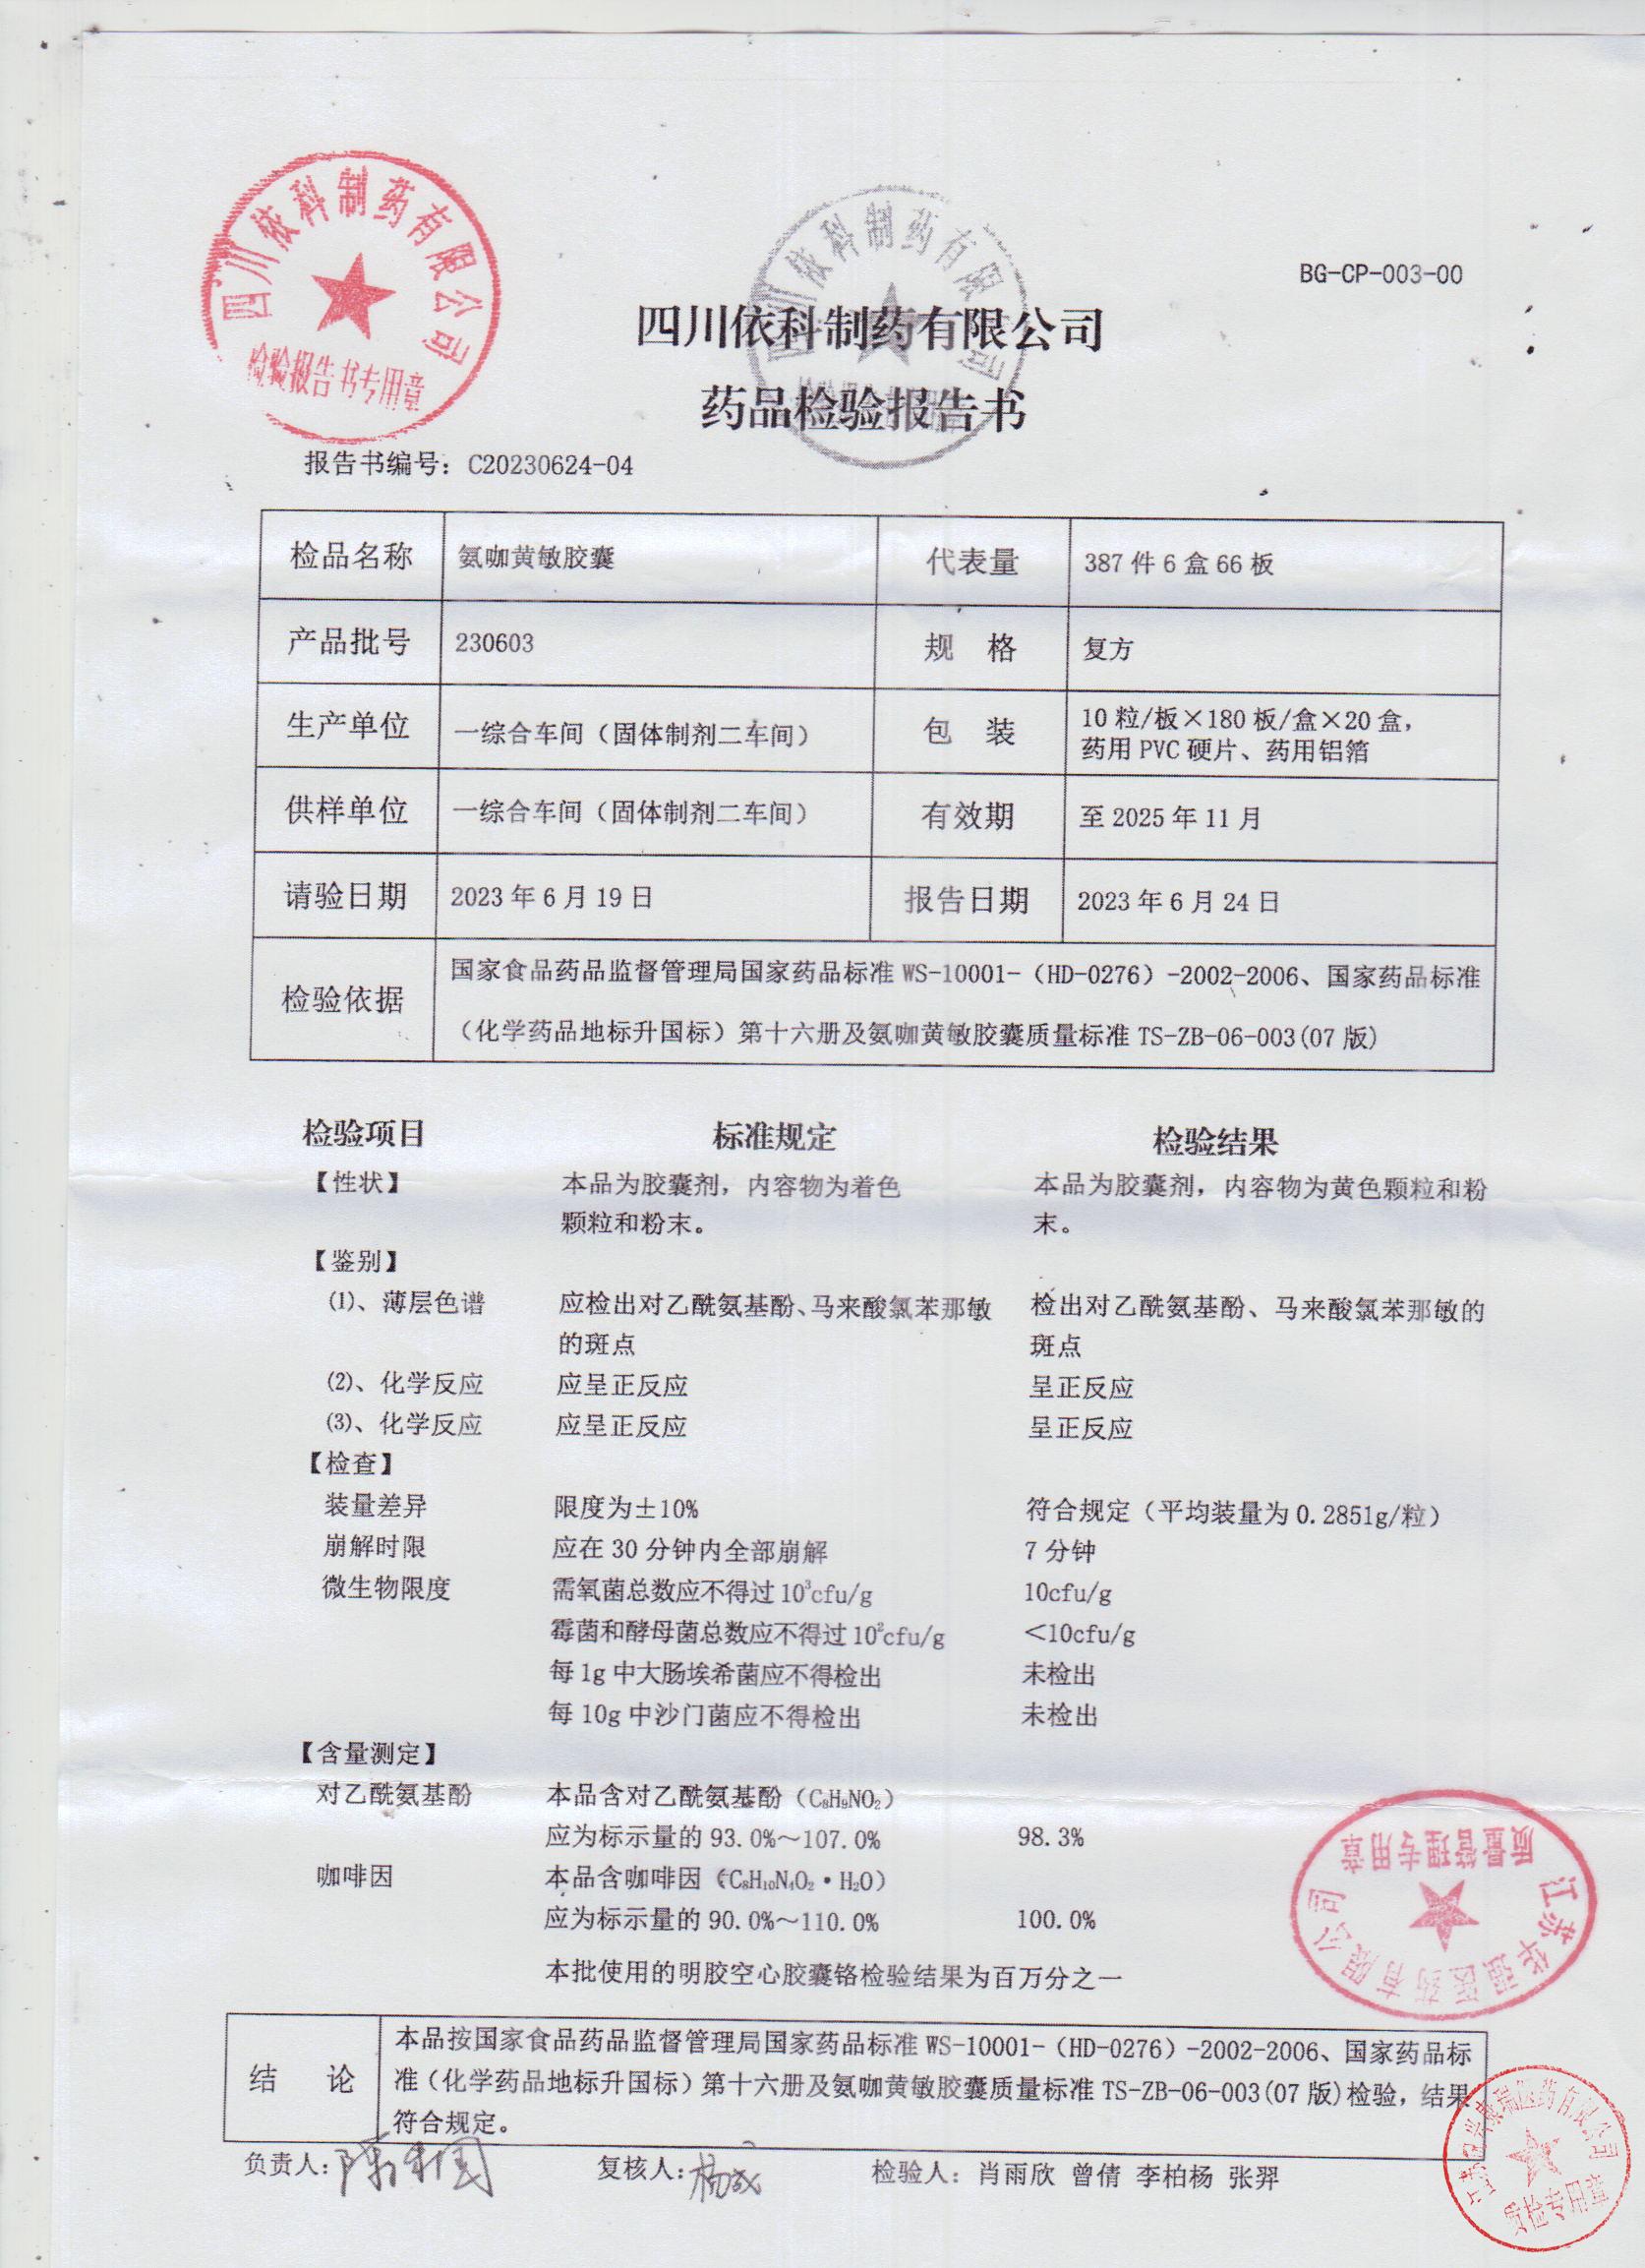 四川依科制药有限公司
检验报告书专用章
BG-CP-003-00
四川依科制药有限公司
药品检验报告书
报告书编号：C20230624-04
检品名称 氨咖黄敏胶囊 代表量 387件6盒66板
产品批号 230603 规 格 复方
生产单位 一综合车间（固体制剂二车间） 包 装 10粒/板×180板/盒×20盒，
药用PVC硬片、药用铝箔
供样单位 一综合车间（固体制剂二车间） 有效期 至2025年11月
请验日期 2023年6月19日 报告日期 2023年6月24日
检验依据 国家食品药品监督管理局国家药品标准WS-10001-（HD-0276）-2002-2006、国家药品标准
（化学药品地标升国标）第十六册及氨咖黄敏胶囊质量标准TS-ZB-06-003(07版)
检验项目 标准规定 检验结果
【性状】 本品为胶囊剂，内容物为着色 本品为胶囊剂，内容物为黄色颗粒和粉
颗粒和粉末。 末。
【鉴别】
⑴、薄层色谱 应检出对乙酰氨基酚、马来酸氯苯那敏 检出对乙酰氨基酚、马来酸氯苯那敏的
的斑点 斑点
⑵、化学反应 应呈正反应 呈正反应
⑶、化学反应 应呈正反应 呈正反应
【检查】
装量差异 限度为±10% 符合规定（平均装量为0.2851g/粒）
崩解时限 应在30分钟内全部崩解 7分钟
微生物限度 需氧菌总数应不得过10³cfu/g 10cfu/g
霉菌和酵母菌总数应不得过10²cfu/g ＜10cfu/g
每1g中大肠埃希菌应不得检出 未检出
每10g中沙门菌应不得检出 未检出
【含量测定】
对乙酰氨基酚 本品含对乙酰氨基酚（C₈H₉NO₂）
应为标示量的93.0%～107.0% 98.3%
咖啡因 本品含咖啡因（C₈H₁₀N₄O₂•H₂O）
应为标示量的90.0%～110.0% 100.0%
本批使用的明胶空心胶囊铬检验结果为百万分之一
江苏华强医药有限公司
质量管理专用章
结 论 本品按国家食品药品监督管理局国家药品标准WS-10001-（HD-0276）-2002-2006、国家药品标
准（化学药品地标升国标）第十六册及氨咖黄敏胶囊质量标准TS-ZB-06-003(07版)检验，结果
符合规定。
负责人： 复核人： 检验人：肖雨欣 曾倩 李柏杨 张羿